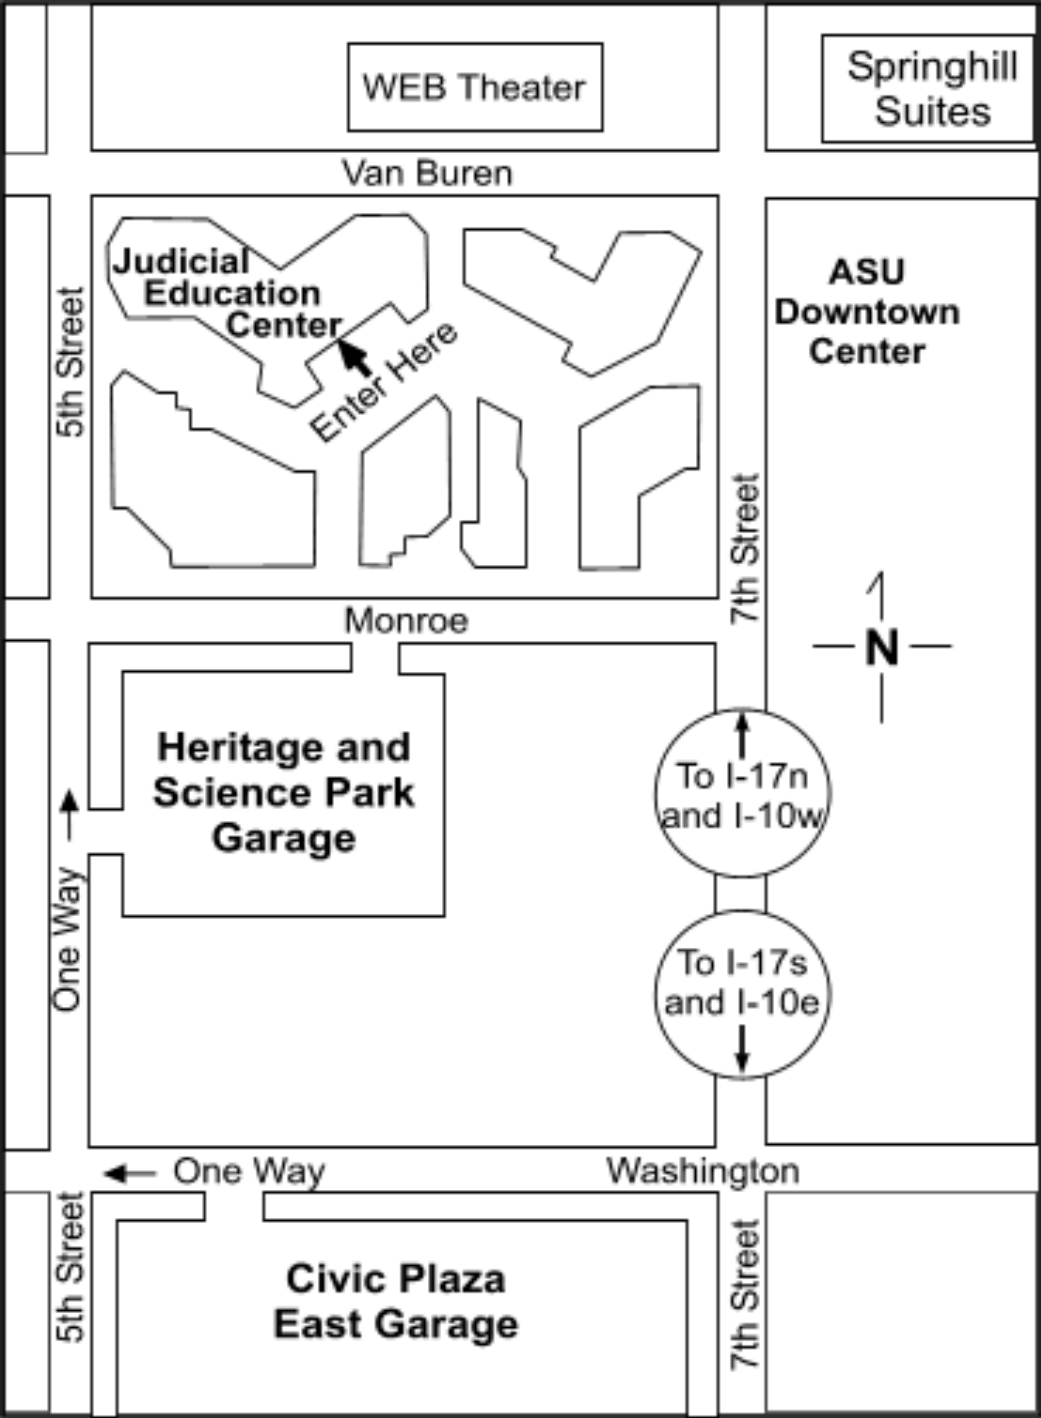 WEB Theater
Springhill
Suites
Van Buren
Judicial
Education
Center
Enter Here
5th Street
ASU
Downtown
Center
7th Street
Monroe
N
Heritage and
Science Park
Garage
To I-17n
and I-10w
One Way
To I-17s
and I-10e
One Way
Washington
5th Street
Civic Plaza
East Garage
7th Street